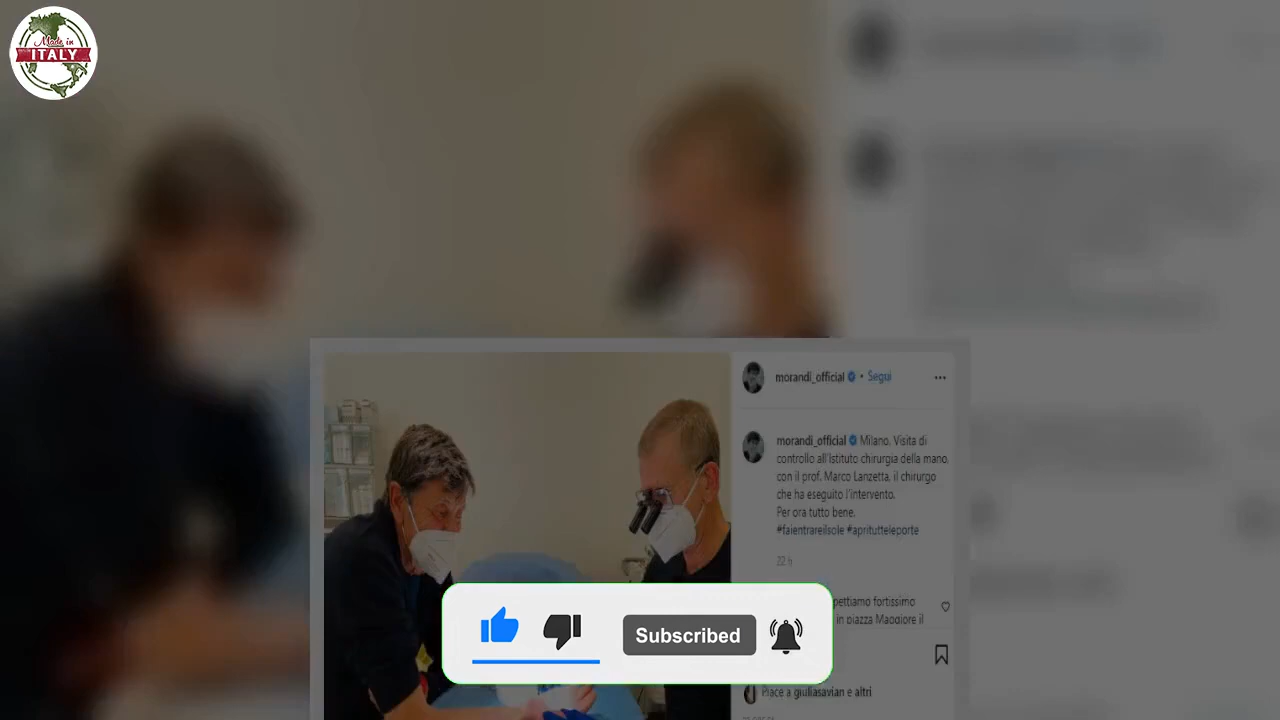 Made in
ITALY
morandi_official • Segui
morandi_official Milano. Visita di
controllo all'Istituto chirurgia della mano,
con il prof. Marco Lanzetta, il chirurgo
che ha eseguito l'intervento.
Per ora tutto bene.
#faientrareilsole #apritutteleporte
22 h
pettiamo fortissimo
in piazza Maggiore il
Subscribed
Piace a giuliasavian e altri